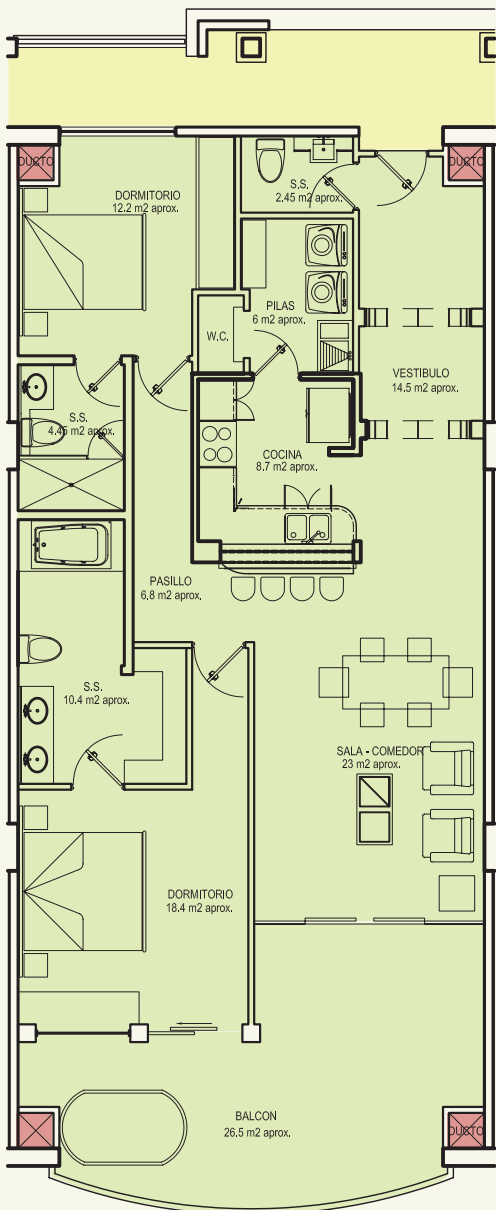 DUCTO
DUCTO
S.S.
2.45 m2 aprox.
DORMITORIO
12.2 m2 aprox.
PILAS
6 m2 aprox.
W.C.
VESTIBULO
14.5 m2 aprox.
S.S.
4.45 m2 aprox.
COCINA
8.7 m2 aprox.
PASILLO
6,8 m2 aprox.
S.S.
10.4 m2 aprox.
SALA - COMEDOR
23 m2 aprox.
DORMITORIO
18.4 m2 aprox.
BALCON
26.5 m2 aprox.
DUCTO